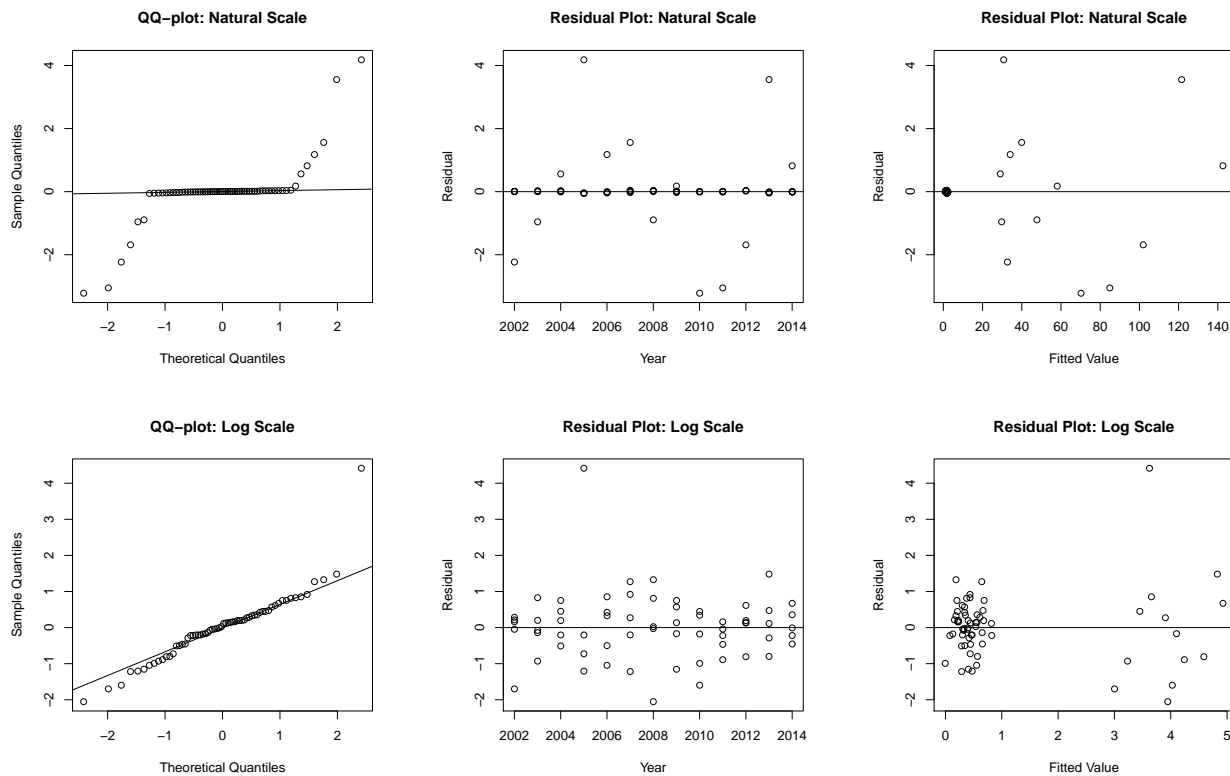 QQ−plot: Natural Scale
Sample Quantiles
4
2
0
−2
−2 −1 0 1 2
Theoretical Quantiles
Residual Plot: Natural Scale
Residual
4
2
0
−2
2002 2004 2006 2008 2010 2012 2014
Year
Residual Plot: Natural Scale
Residual
4
2
0
−2
0 20 40 60 80 100 120 140
Fitted Value
QQ−plot: Log Scale
Sample Quantiles
4
3
2
1
0
−1
−2
−2 −1 0 1 2
Theoretical Quantiles
Residual Plot: Log Scale
Residual
4
3
2
1
0
−1
−2
2002 2004 2006 2008 2010 2012 2014
Year
Residual Plot: Log Scale
Residual
4
3
2
1
0
−1
−2
0 1 2 3 4 5
Fitted Value